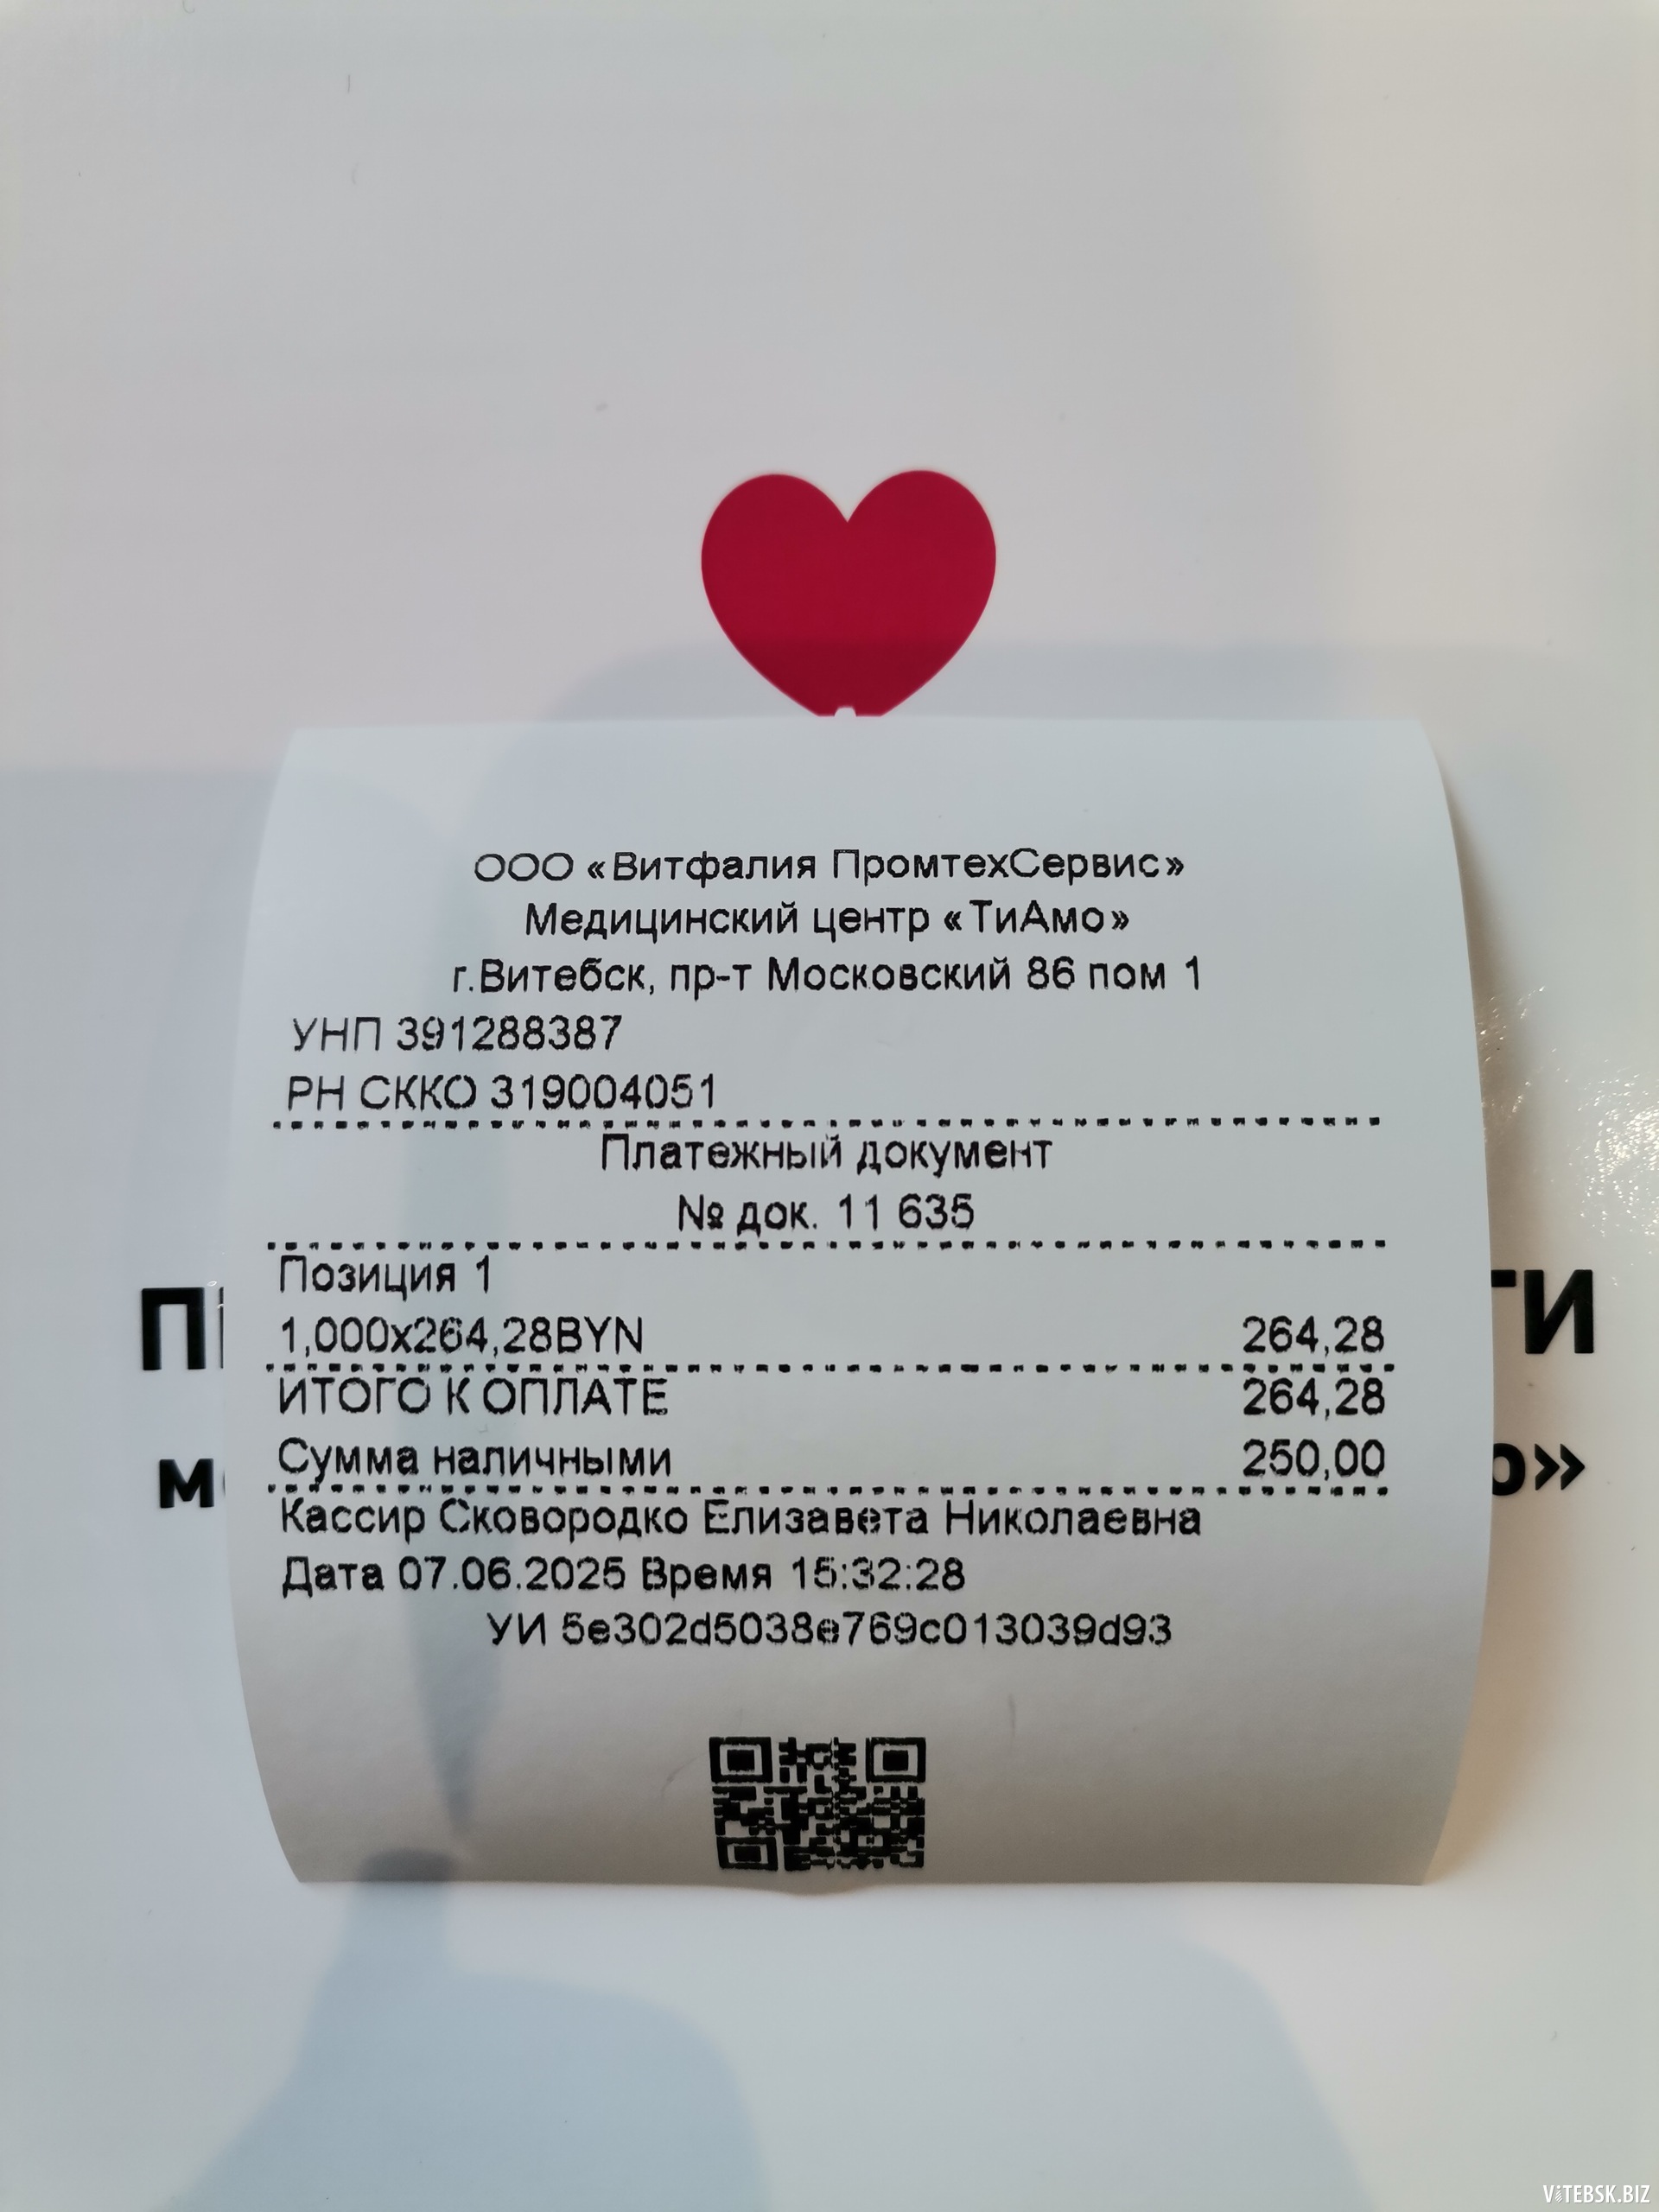 ООО «Витфалия ПромтехСервис»
Медицинский центр «ТиАмо»
г.Витебск, пр-т Московский 86 пом 1
УНП 391288387
РН СККО 319004051
Платежный документ
№ док. 11 635
Позиция 1
1,000x264,28BYN 264,28
ИТОГО К ОПЛАТЕ 264,28
Сумма наличными 250,00
Кассир Сковородко Елизавета Николаевна
Дата 07.06.2025 Время 15:32:28
УИ 5e302d5038e769c013039d93
VITEBSK.BIZ